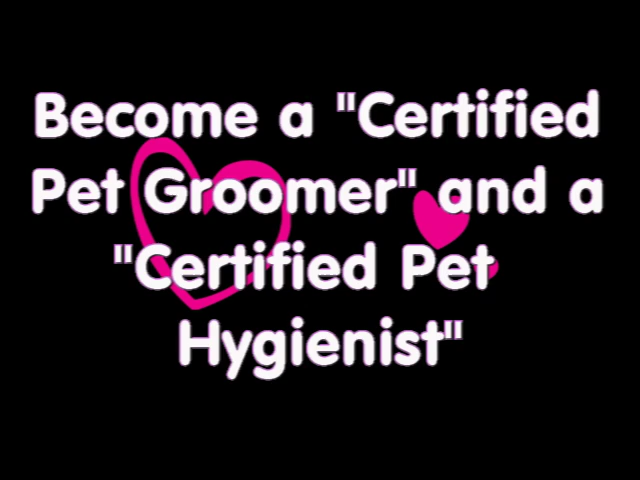 Become a "Certified
Pet Groomer" and a
"Certified Pet
Hygienist"